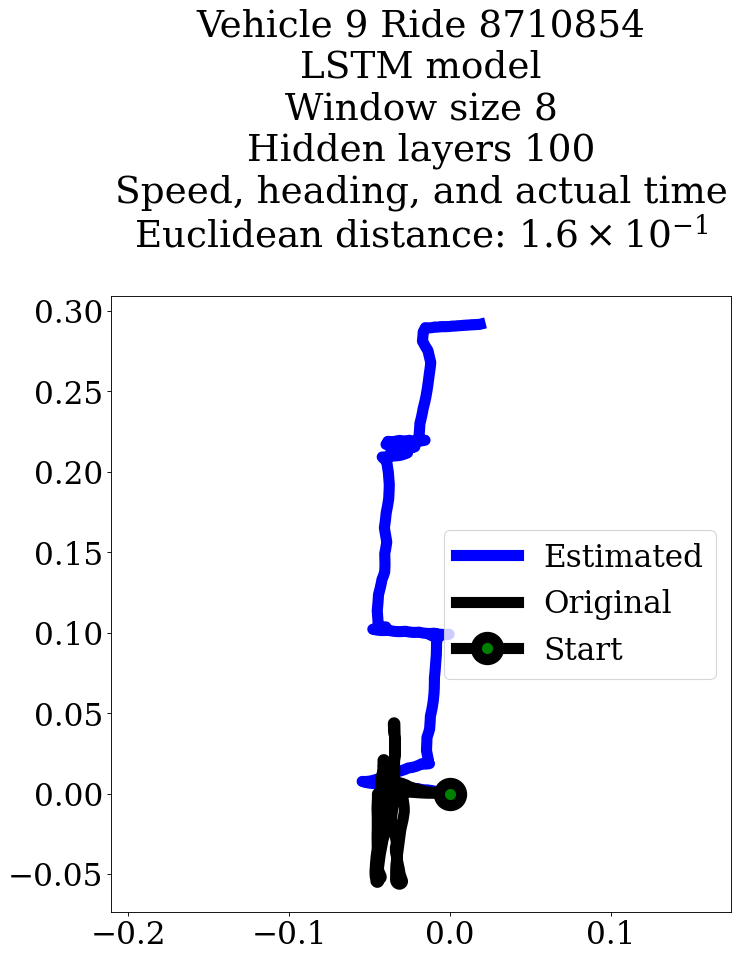 Vehicle 9 Ride 8710854
LSTM model
Window size 8
Hidden layers 100
Speed, heading, and actual time
Euclidean distance: 1.6 × 10⁻¹
0.30
0.25
0.20
0.15
0.10
0.05
0.00
−0.05
Estimated
Original
Start
−0.2
−0.1
0.0
0.1